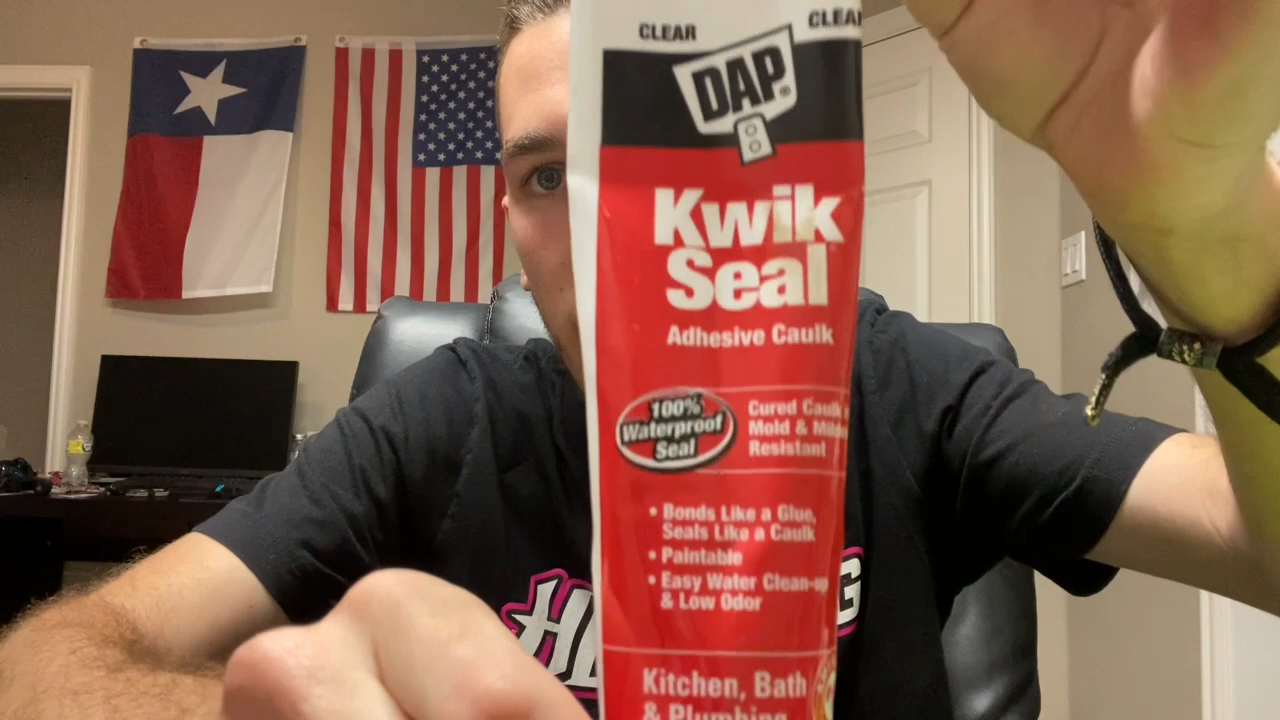 CLEAR
CLEAR
DAP®
Kwik
Seal
Adhesive Caulk
100%
Waterproof
Seal
Cured Caulk
Mold &
Resistant
• Bonds Like a Glue,
Seals Like a Caulk
• Paintable
• Easy Water Clean-up
& Low Odor
Kitchen, Bath
& Plumbing